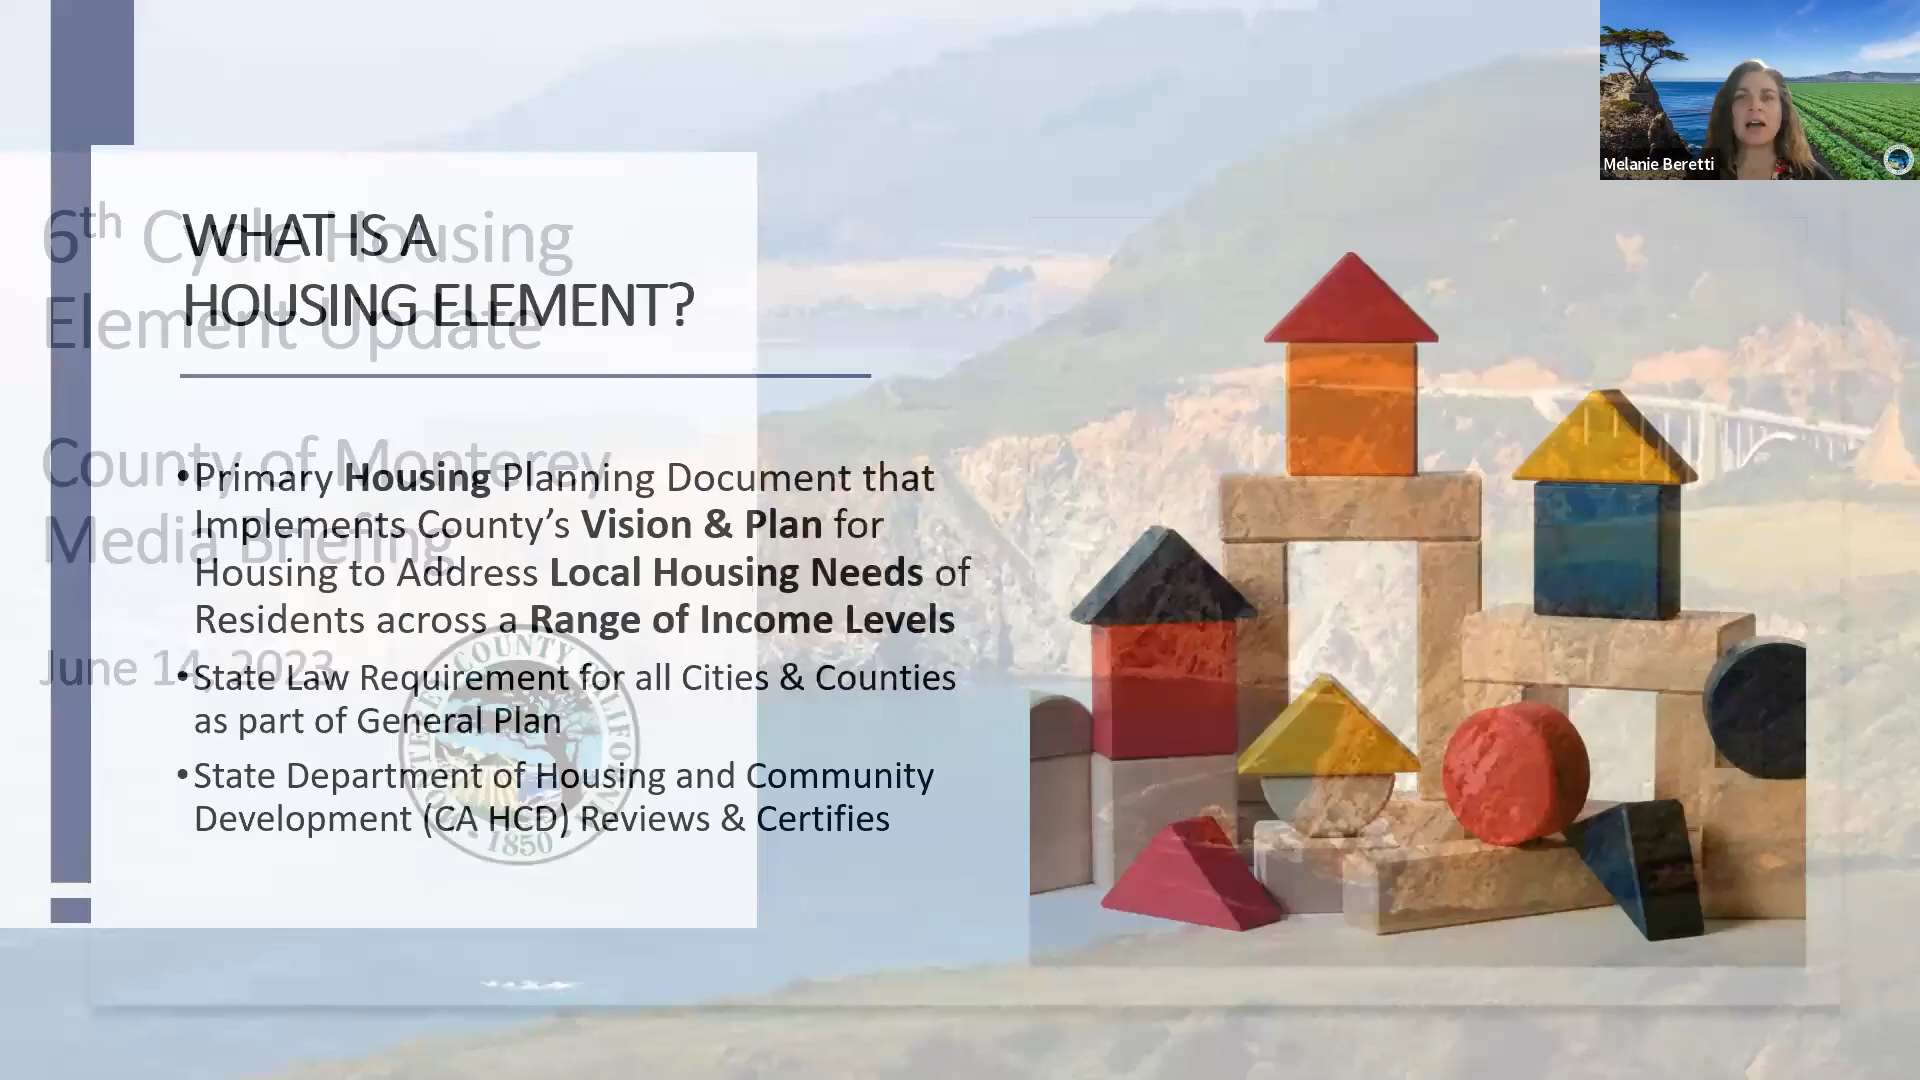 Melanie Beretti
6th Cycle Housing
Element Update
County of Monterey
Media Briefing
June 14, 2023
WHAT IS A
HOUSING ELEMENT?
•Primary Housing Planning Document that
Implements County’s Vision & Plan for
Housing to Address Local Housing Needs of
Residents across a Range of Income Levels
•State Law Requirement for all Cities & Counties
as part of General Plan
•State Department of Housing and Community
Development (CA HCD) Reviews & Certifies
COUNTY
1850